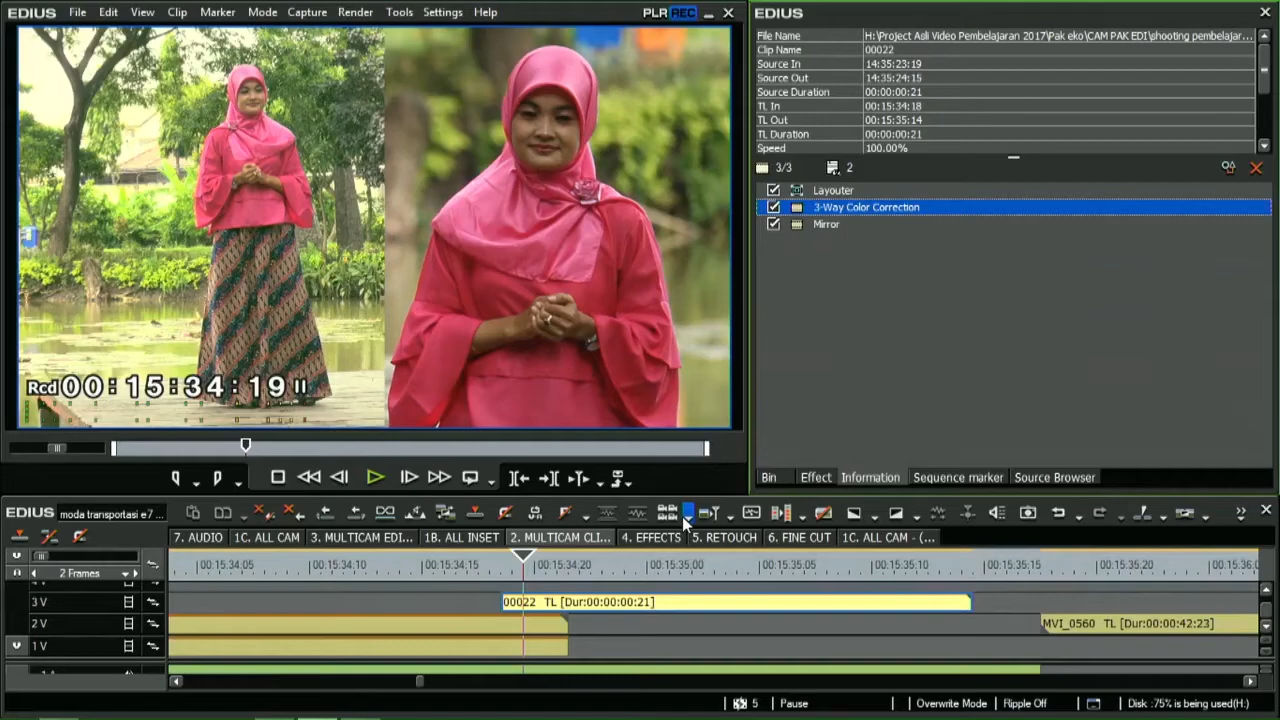 EDIUS File Edit View Clip Marker Mode Capture Render Tools Settings Help PLR REC
Rcd 00:15:34:19
EDIUS
File Name H:\Project Asli Video Pembelajaran 2017\Pak eko\CAM PAK EDI\shooting pembelajar...
Clip Name 00022
Source In 14:35:23:19
Source Out 14:35:24:15
Source Duration 00:00:00:21
TL In 00:15:34:18
TL Out 00:15:35:14
TL Duration 00:00:00:21
Speed 100.00%
3/3 2
Layouter
3-Way Color Correction
Mirror
Bin Effect Information Sequence marker Source Browser
EDIUS moda transportasi e7...
7. AUDIO 1C. ALL CAM 3. MULTICAM EDI... 1B. ALL INSET 2. MULTICAM CLI... 4. EFFECTS 5. RETOUCH 6. FINE CUT 1C. ALL CAM - (...
00:15:34:05 00:15:34:10 00:15:34:15 00:15:34:20 00:15:35:00 00:15:35:05 00:15:35:10 00:15:35:15 00:15:35:20 00:15:36:0
2 Frames
3 V 00022 TL [Dur:00:00:00:21]
2 V MVI_0560 TL [Dur:00:00:42:23]
1 V
5 Pause Overwrite Mode Ripple Off Disk :75% is being used(H:)